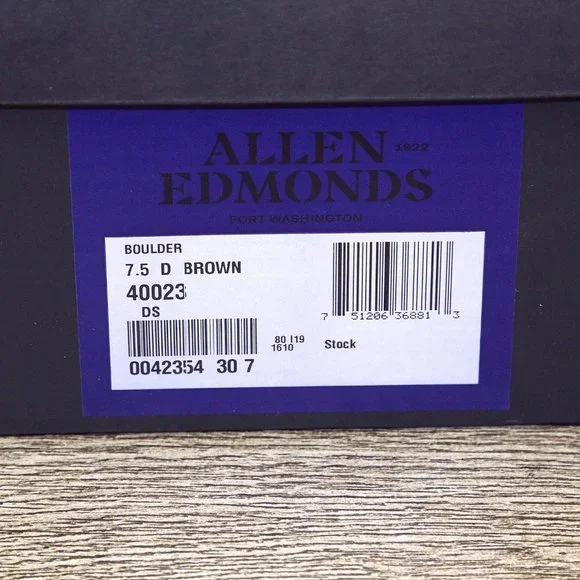 ALLEN 1922
EDMONDS
PORT WASHINGTON
BOULDER
7.5 D BROWN
40023
DS
7 51206 36881 3
80 I19
1610
Stock
0042354 30 7